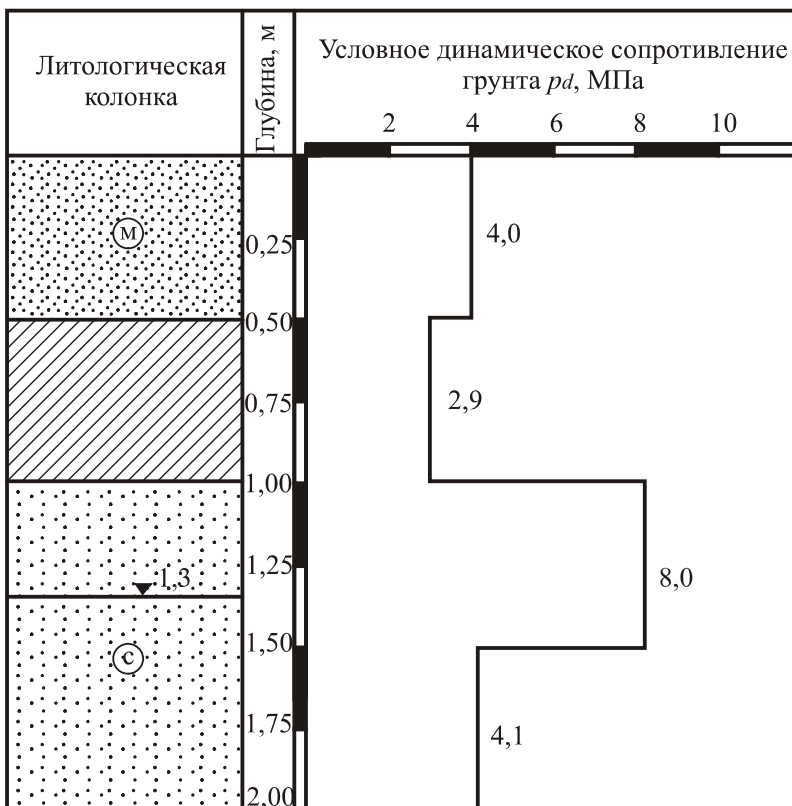 Литологическая
колонка
Глубина, м
Условное динамическое сопротивление
грунта pd, МПа
2 4 6 8 10
м
4,0
0,25
0,50
0,75
2,9
1,00
1,25
1,3
8,0
1,50
с
1,75
4,1
2,00